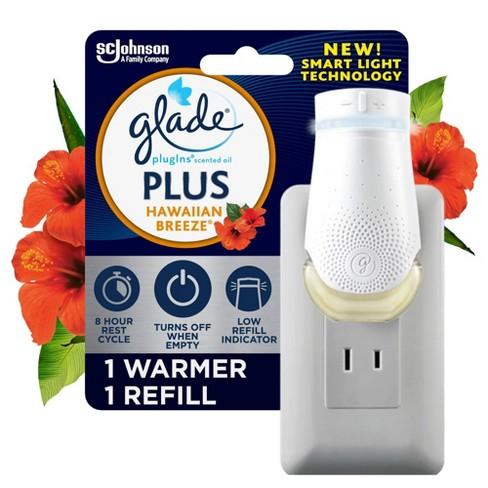 scJohnson
A Family Company
NEW!
SMART LIGHT
TECHNOLOGY
glade®
plugIns® scented oil
PLUS
HAWAIIAN
BREEZE®
8 HOUR
REST
CYCLE
TURNS OFF
WHEN
EMPTY
LOW
REFILL
INDICATOR
1 WARMER
1 REFILL